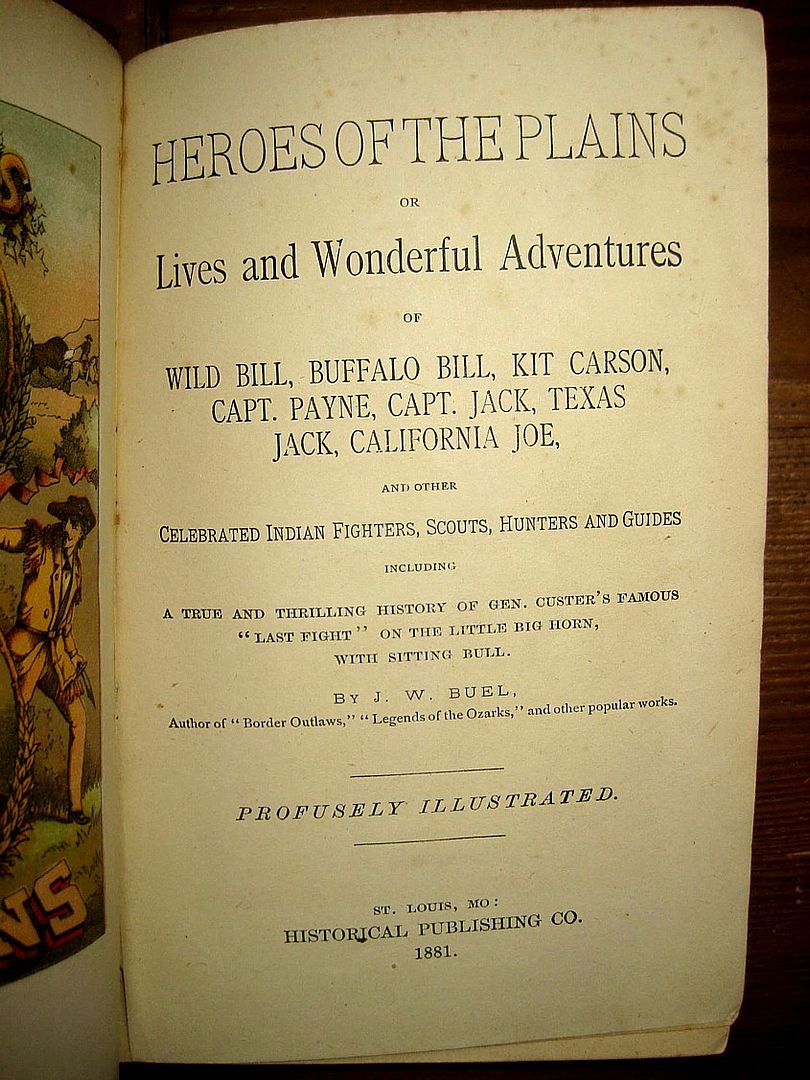 HEROES OF THE PLAINS
OR
Lives and Wonderful Adventures
OF
WILD BILL, BUFFALO BILL, KIT CARSON,
CAPT. PAYNE, CAPT. JACK, TEXAS
JACK, CALIFORNIA JOE,
AND OTHER
CELEBRATED INDIAN FIGHTERS, SCOUTS, HUNTERS AND GUIDES
INCLUDING
A TRUE AND THRILLING HISTORY OF GEN. CUSTER'S FAMOUS
"LAST FIGHT" ON THE LITTLE BIG HORN,
WITH SITTING BULL.
BY J. W. BUEL,
Author of "Border Outlaws," "Legends of the Ozarks," and other popular works.
PROFUSELY ILLUSTRATED.
ST. LOUIS, MO:
HISTORICAL PUBLISHING CO.
1881.